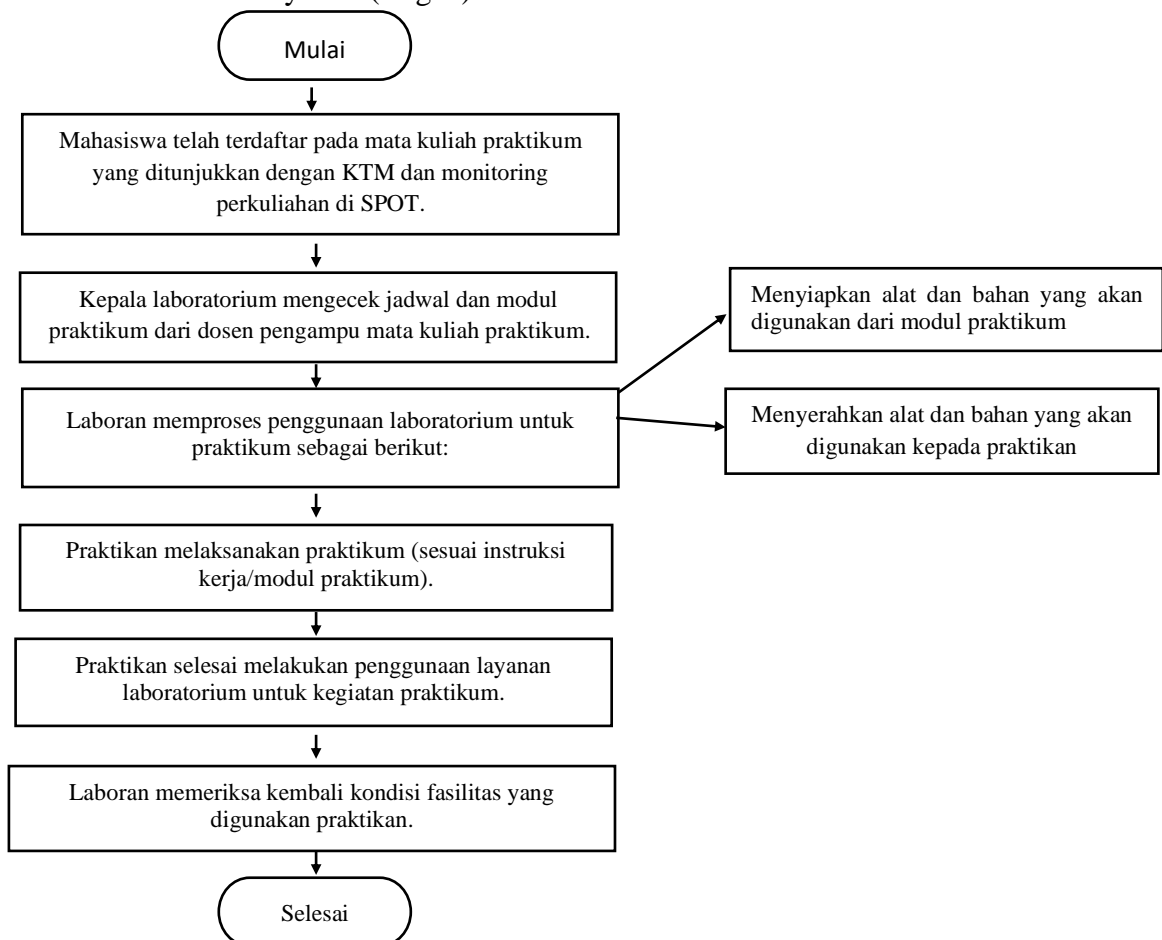 Mulai
Mahasiswa telah terdaftar pada mata kuliah praktikum
yang ditunjukkan dengan KTM dan monitoring
perkuliahan di SPOT.
Kepala laboratorium mengecek jadwal dan modul
praktikum dari dosen pengampu mata kuliah praktikum.
Laboran memproses penggunaan laboratorium untuk
praktikum sebagai berikut:
Menyiapkan alat dan bahan yang akan
digunakan dari modul praktikum
Menyerahkan alat dan bahan yang akan
digunakan kepada praktikan
Praktikan melaksanakan praktikum (sesuai instruksi
kerja/modul praktikum).
Praktikan selesai melakukan penggunaan layanan
laboratorium untuk kegiatan praktikum.
Laboran memeriksa kembali kondisi fasilitas yang
digunakan praktikan.
Selesai